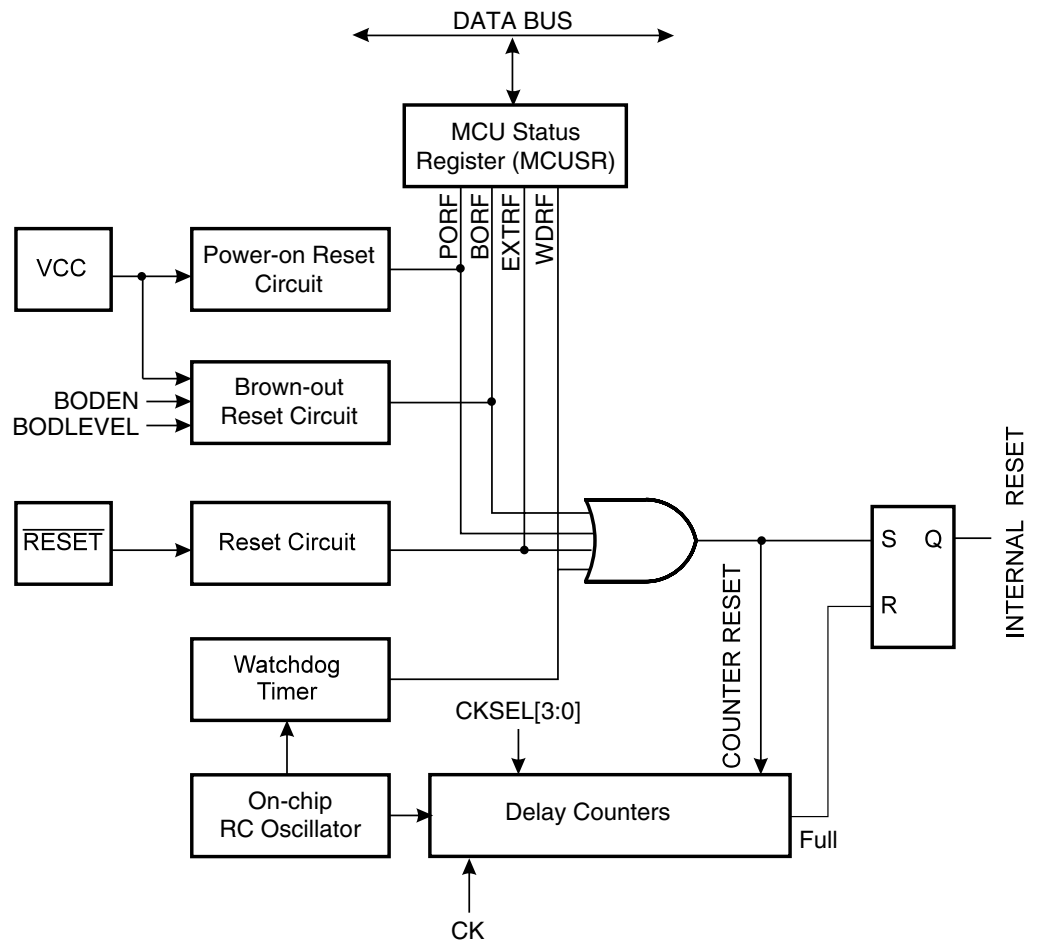 DATA BUS
MCU Status
Register (MCUSR)
PORF
BORF
EXTRF
WDRF
VCC
Power-on Reset
Circuit
Brown-out
Reset Circuit
BODEN
BODLEVEL
RESET
Reset Circuit
S
Q
R
INTERNAL RESET
COUNTER RESET
Watchdog
Timer
CKSEL[3:0]
On-chip
RC Oscillator
Delay Counters
Full
CK